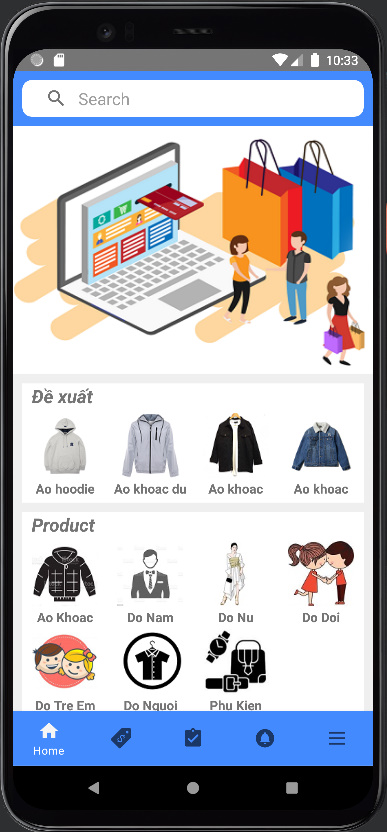 10:33
Search
Đề xuất
Ao hoodie Ao khoac du Ao khoac Ao khoac
Product
Ao Khoac Do Nam Do Nu Do Doi
Do Tre Em Do Nguoi Phu Kien
Home